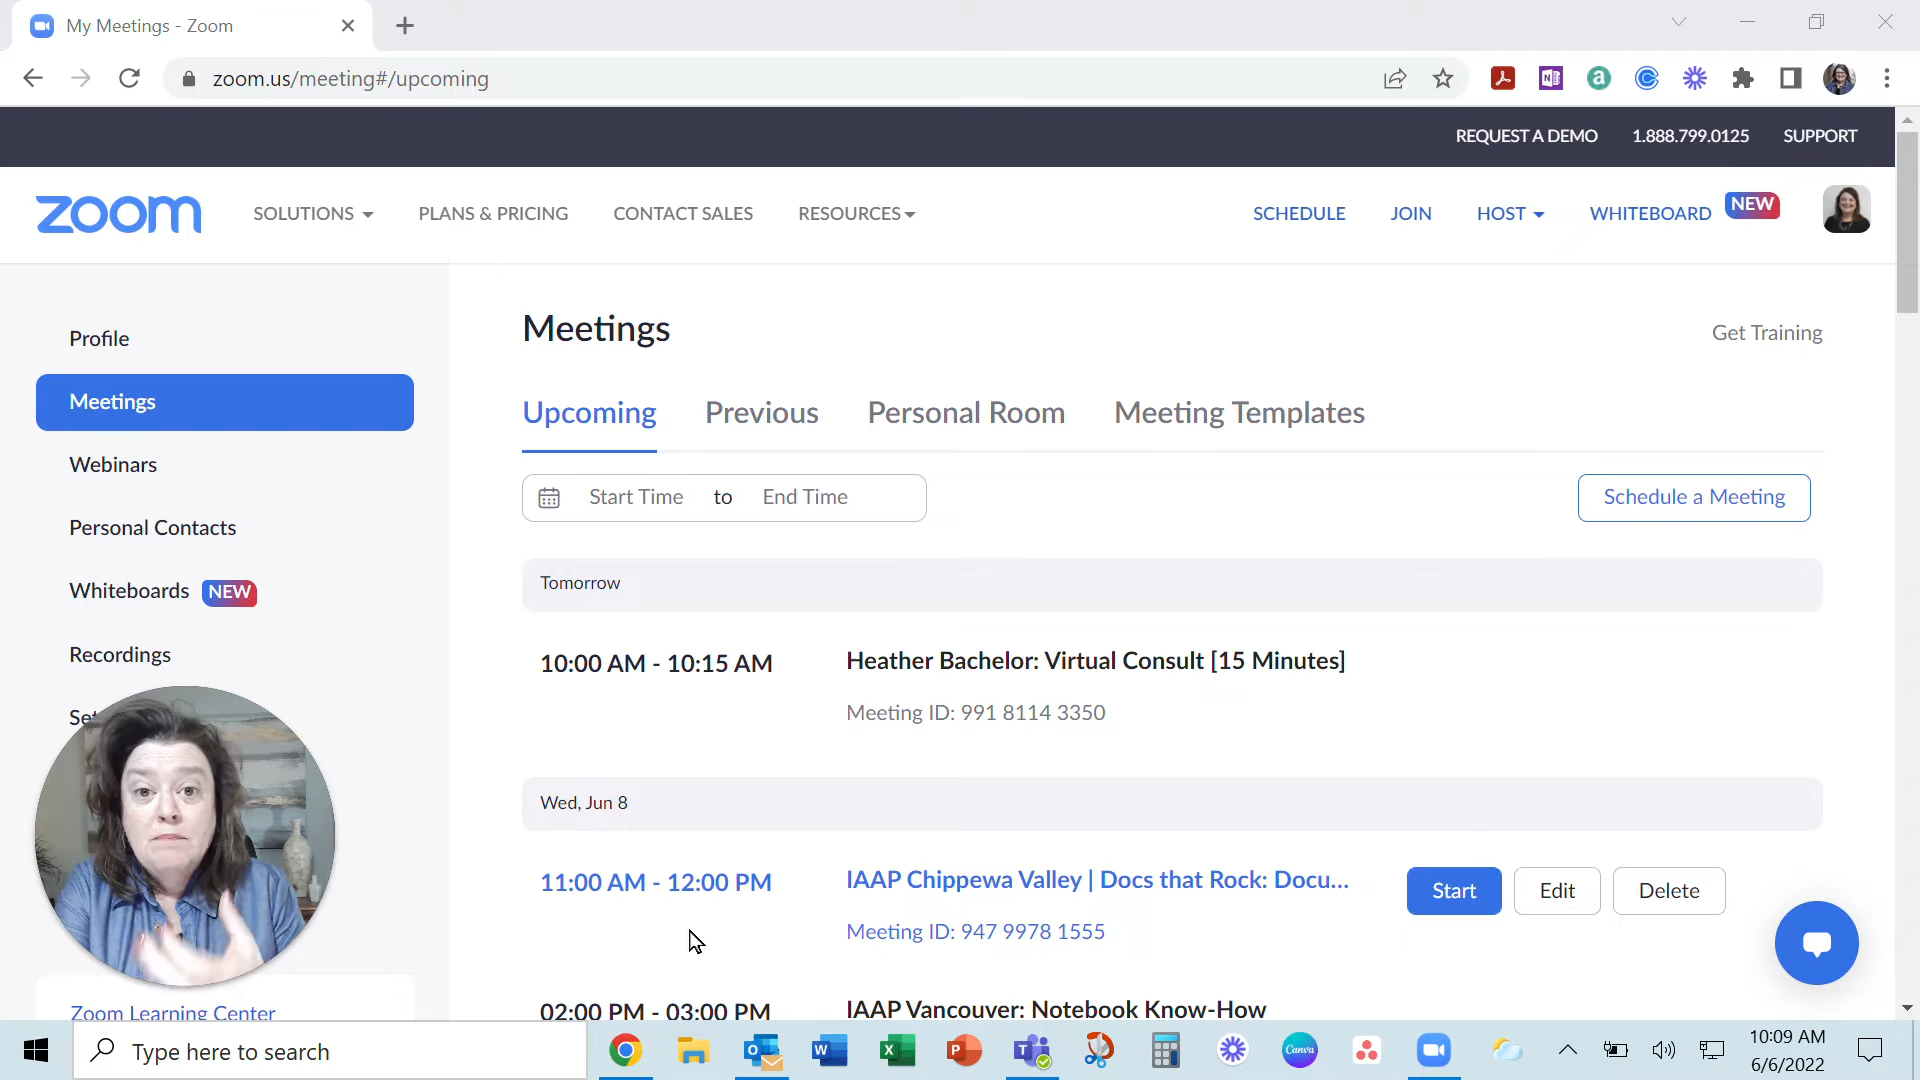 My Meetings - Zoom
zoom.us/meeting#/upcoming
REQUEST A DEMO 1.888.799.0125 SUPPORT
zoom SOLUTIONS PLANS & PRICING CONTACT SALES RESOURCES SCHEDULE JOIN HOST WHITEBOARD NEW
Profile
Meetings
Webinars
Personal Contacts
Whiteboards NEW
Recordings
Zoom Learning Center
Meetings
Get Training
Upcoming Previous Personal Room Meeting Templates
Start Time to End Time
Schedule a Meeting
Tomorrow
10:00 AM - 10:15 AM Heather Bachelor: Virtual Consult [15 Minutes]
Meeting ID: 991 8114 3350
Wed, Jun 8
11:00 AM - 12:00 PM IAAP Chippewa Valley | Docs that Rock: Docu... Start Edit Delete
Meeting ID: 947 9978 1555
02:00 PM - 03:00 PM IAAP Vancouver: Notebook Know-How
Type here to search
Canva
10:09 AM
6/6/2022